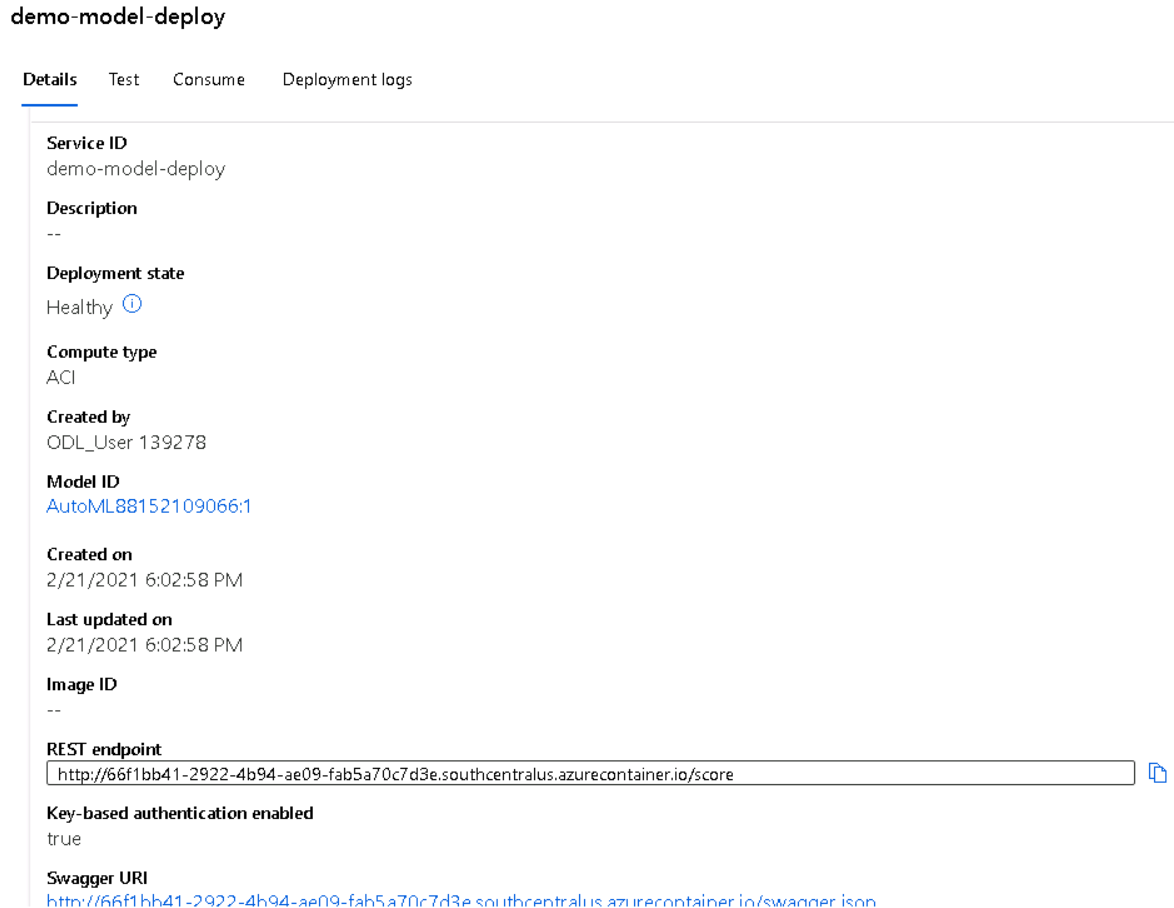 demo-model-deploy
Details Test Consume Deployment logs
Service ID
demo-model-deploy
Description
--
Deployment state
Healthy
Compute type
ACI
Created by
ODL_User 139278
Model ID
AutoML88152109066:1
Created on
2/21/2021 6:02:58 PM
Last updated on
2/21/2021 6:02:58 PM
Image ID
--
REST endpoint
http://66f1bb41-2922-4b94-ae09-fab5a70c7d3e.southcentralus.azurecontainer.io/score
Key-based authentication enabled
true
Swagger URI
http://66f1bb41-2922-4b94-ae09-fab5a70c7d3e.southcentralus.azurecontainer.io/swagger.json